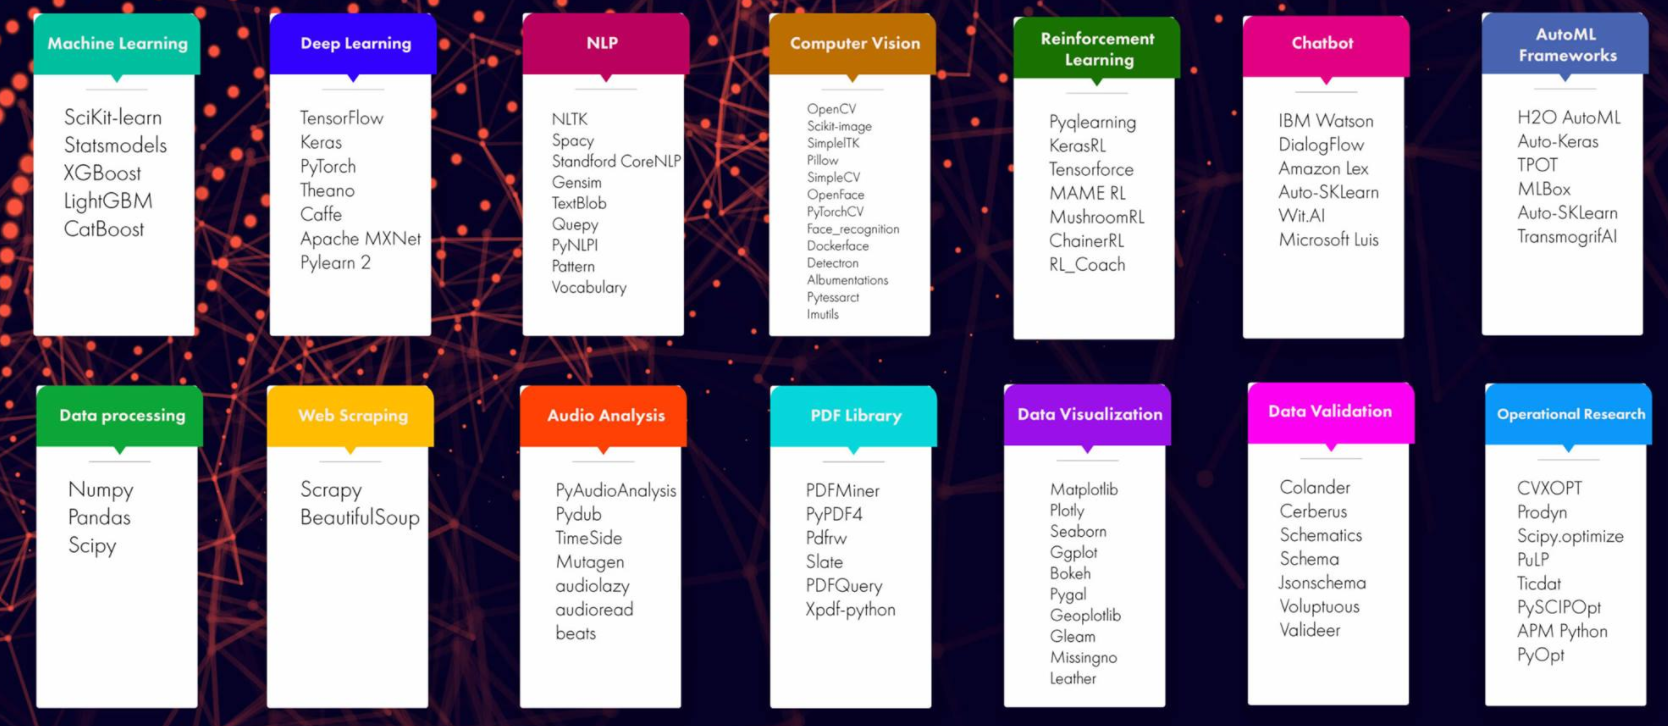 Machine Learning
SciKit-learn
Statsmodels
XGBoost
LightGBM
CatBoost
Deep Learning
TensorFlow
Keras
PyTorch
Theano
Caffe
Apache MXNet
Pylearn 2
NLP
NLTK
Spacy
Standford CoreNLP
Gensim
TextBlob
Quepy
PyNLPI
Pattern
Vocabulary
Computer Vision
OpenCV
Scikit-image
SimpleITK
Pillow
SimpleCV
OpenFace
PyTorchCV
Face_recognition
Dockerface
Detectron
Albumentations
Pytessarct
Imutils
Reinforcement
Learning
Pyqlearning
KerasRL
Tensorforce
MAME RL
MushroomRL
ChainerRL
RL_Coach
Chatbot
IBM Watson
DialogFlow
Amazon Lex
Auto-SKLearn
Wit.AI
Microsoft Luis
AutoML
Frameworks
H2O AutoML
Auto-Keras
TPOT
MLBox
Auto-SKLearn
TransmogrifAI
Data processing
Numpy
Pandas
Scipy
Web Scraping
Scrapy
BeautifulSoup
Audio Analysis
PyAudioAnalysis
Pydub
TimeSide
Mutagen
audiolazy
audioread
beats
PDF Library
PDFMiner
PyPDF4
Pdfrw
Slate
PDFQuery
Xpdf-python
Data Visualization
Matplotlib
Plotly
Seaborn
Ggplot
Bokeh
Pygal
Geoplotlib
Gleam
Missingno
Leather
Data Validation
Colander
Cerberus
Schematics
Schema
Jsonschema
Voluptuous
Valideer
Operational Research
CVXOPT
Prodyn
Scipy.optimize
PuLP
Ticdat
PySCIPOpt
APM Python
PyOpt